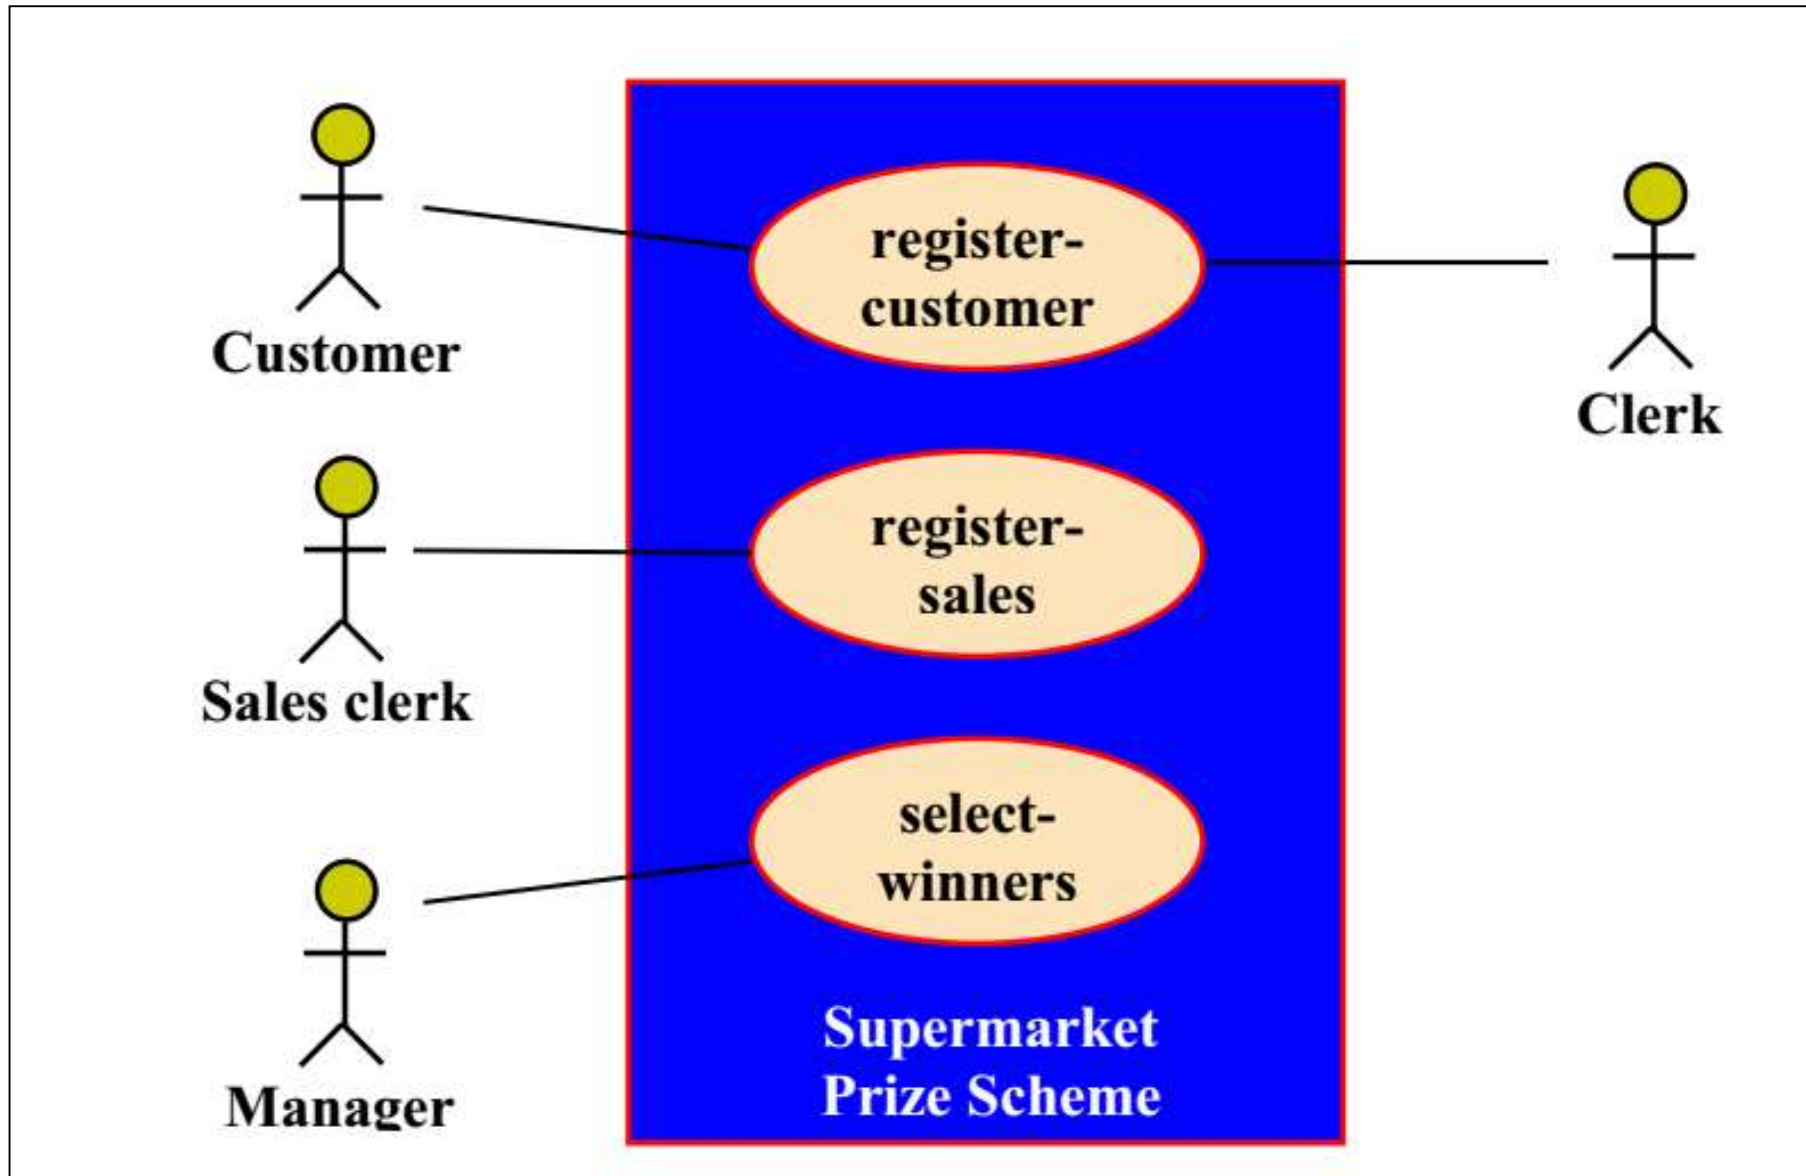 Customer
register-
customer
Clerk
Sales clerk
register-
sales
Manager
select-
winners
Supermarket
Prize Scheme